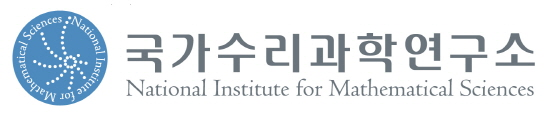 National Institute for Mathematical Sciences
국가수리과학연구소
National Institute for Mathematical Sciences